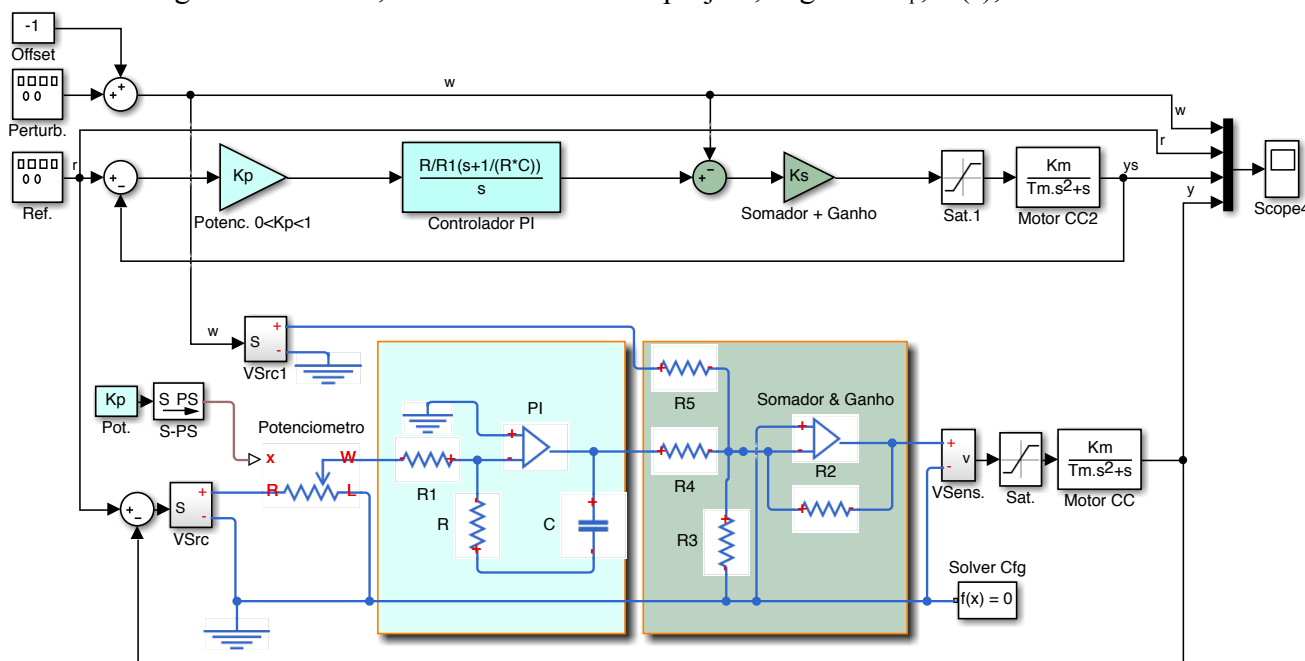 -1
Offset
w
Perturb.
w
r
r
Ref.
Kp
Potenc. 0<Kp<1
R/R1(s+1/(R*C))
s
Controlador PI
Ks
Somador + Ganho
Sat.1
Km
Tm.s²+s
Motor CC2
ys
y
Scope4
w
S
+
-
VSrc1
Kp
Pot.
S PS
S-PS
Potenciometro
x
W
R
L
S
+
-
VSrc
R1
+
PI
+
-
R
+
C
+
-
+
-
R5
+
-
R4
+
R3
-
Somador & Ganho
+
-
R2
+
-
+
-
v
VSens.
Sat.
Km
Tm.s²+s
Motor CC
Solver Cfg
f(x) = 0